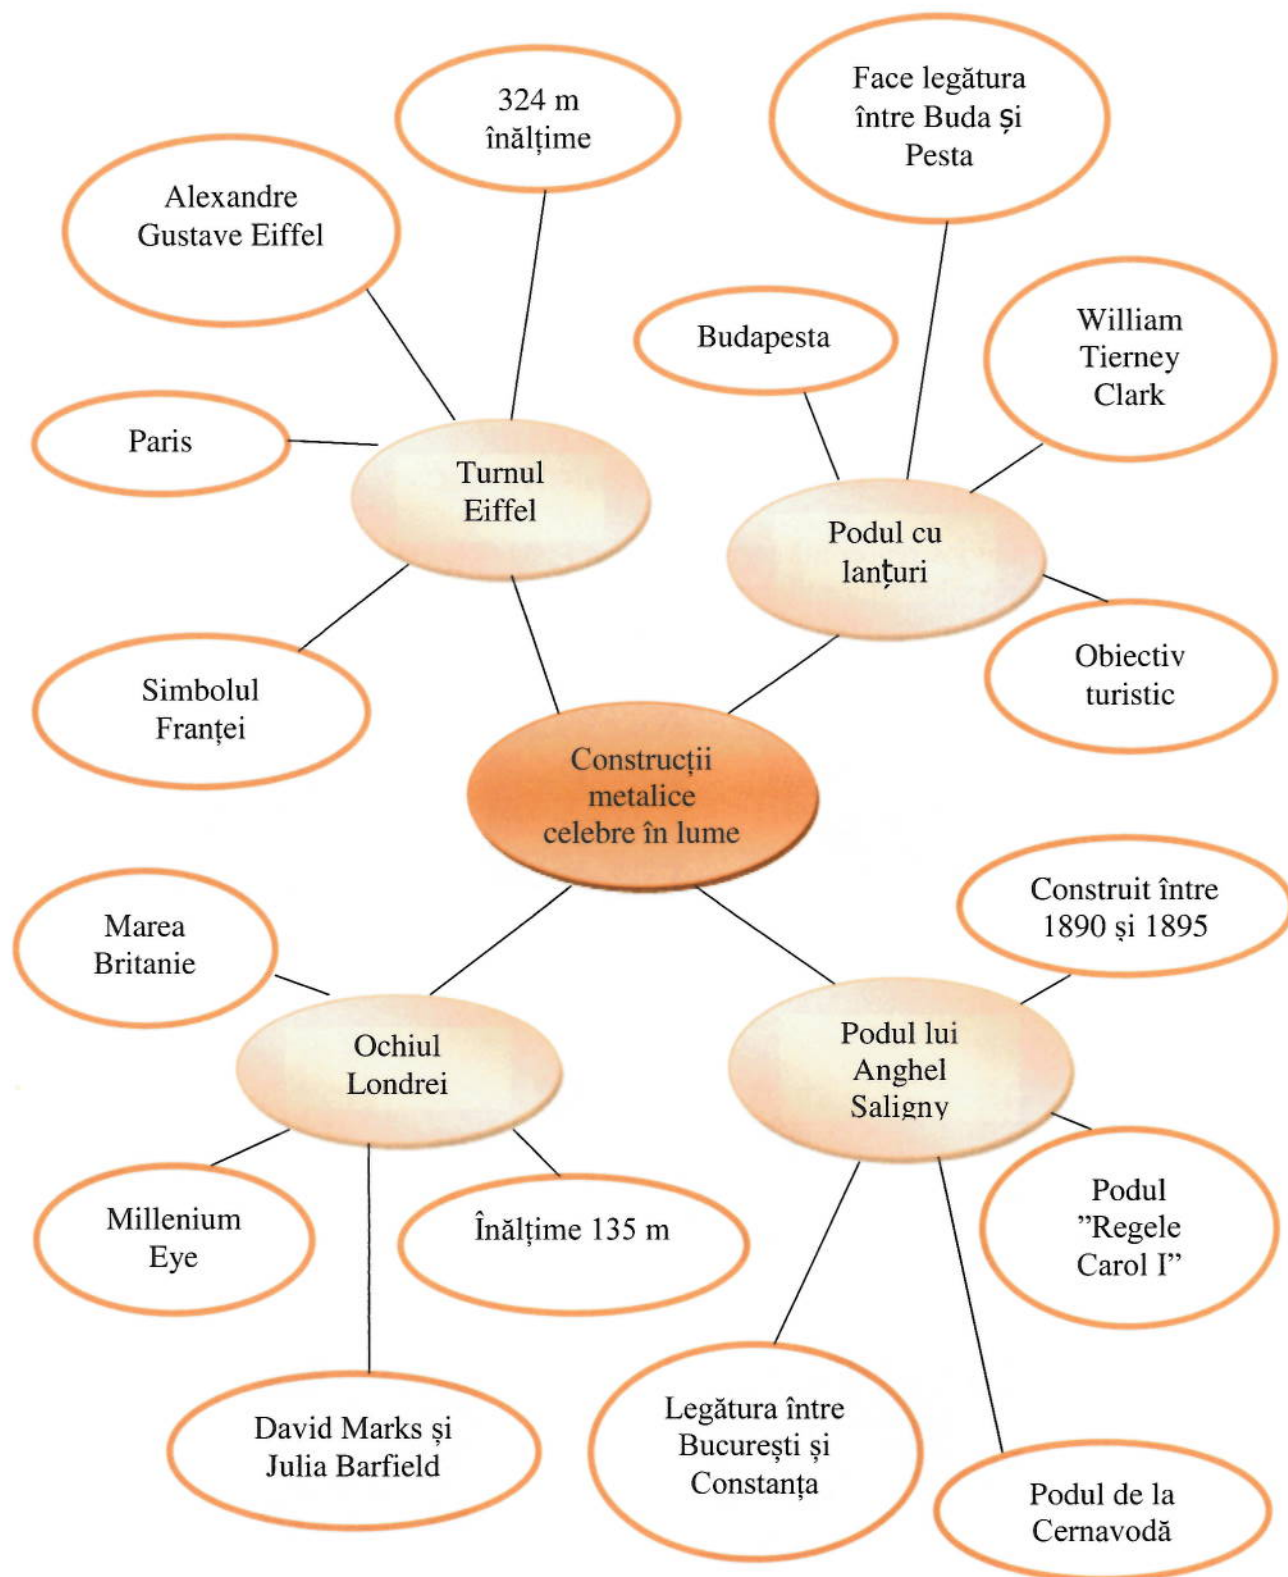 324 m
înălțime
Face legătura
între Buda și
Pesta
Alexandre
Gustave Eiffel
Budapesta
William
Tierney
Clark
Paris
Turnul
Eiffel
Podul cu
lanțuri
Simbolul
Franței
Obiectiv
turistic
Construcții
metalice
celebre în lume
Marea
Britanie
Construit între
1890 și 1895
Ochiul
Londrei
Podul lui
Anghel
Saligny
Millenium
Eye
Înălțime 135 m
Podul
”Regele
Carol I”
David Marks și
Julia Barfield
Legătura între
București și
Constanța
Podul de la
Cernavodă